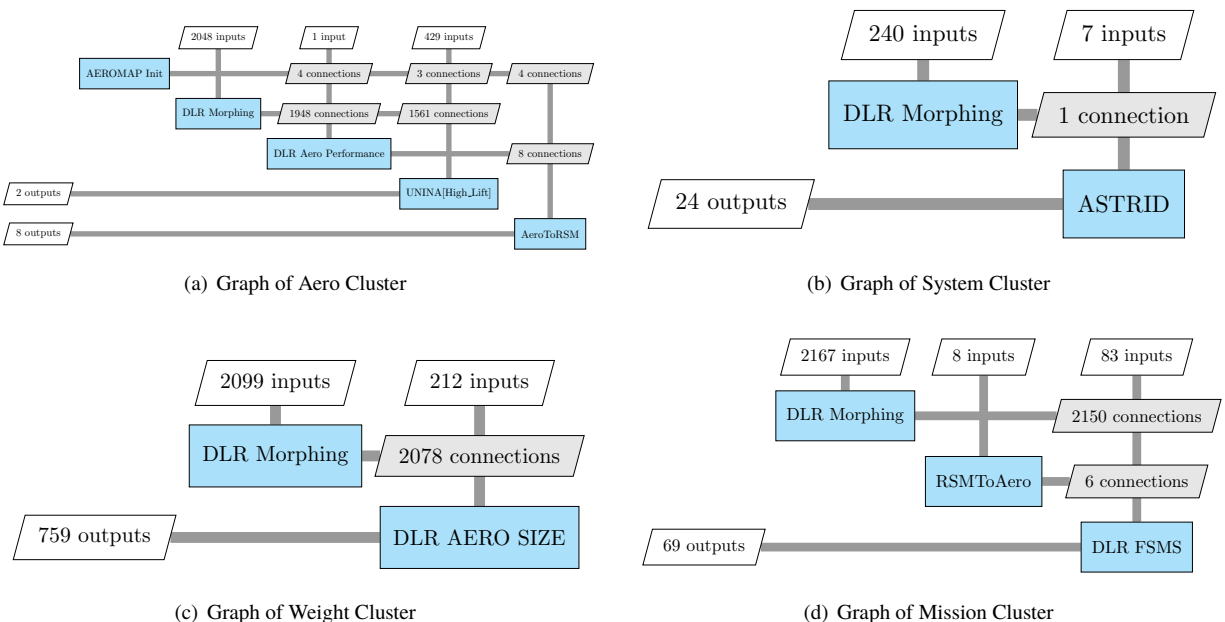 2048 inputs
1 input
429 inputs
AEROMAP Init
4 connections
3 connections
4 connections
DLR Morphing
1948 connections
1561 connections
DLR Aero Performance
8 connections
2 outputs
UNINA[High_Lift]
8 outputs
AeroToRSM
(a) Graph of Aero Cluster
240 inputs
7 inputs
DLR Morphing
1 connection
24 outputs
ASTRID
(b) Graph of System Cluster
2099 inputs
212 inputs
DLR Morphing
2078 connections
759 outputs
DLR AERO SIZE
(c) Graph of Weight Cluster
2167 inputs
8 inputs
83 inputs
DLR Morphing
2150 connections
RSMToAero
6 connections
69 outputs
DLR FSMS
(d) Graph of Mission Cluster